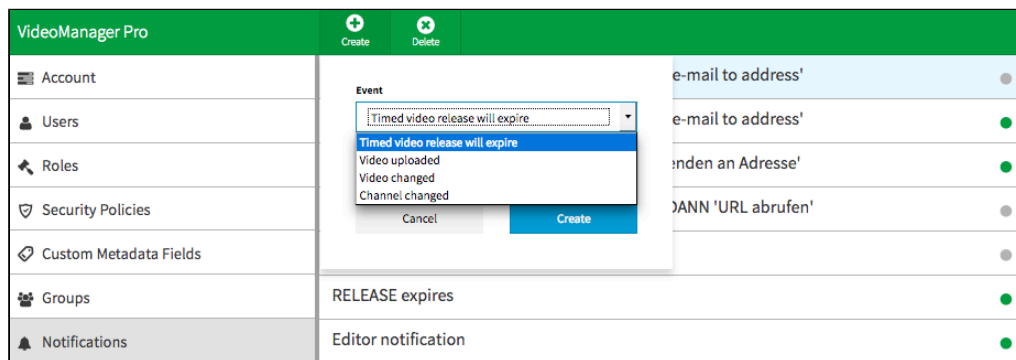 VideoManager Pro
Create
Delete
Account
Users
Roles
Security Policies
Custom Metadata Fields
Groups
Notifications
Event
Timed video release will expire
Timed video release will expire
Video uploaded
Video changed
Channel changed
Cancel
Create
e-mail to address'
e-mail to address'
enden an Adresse'
DANN 'URL abrufen'
RELEASE expires
Editor notification